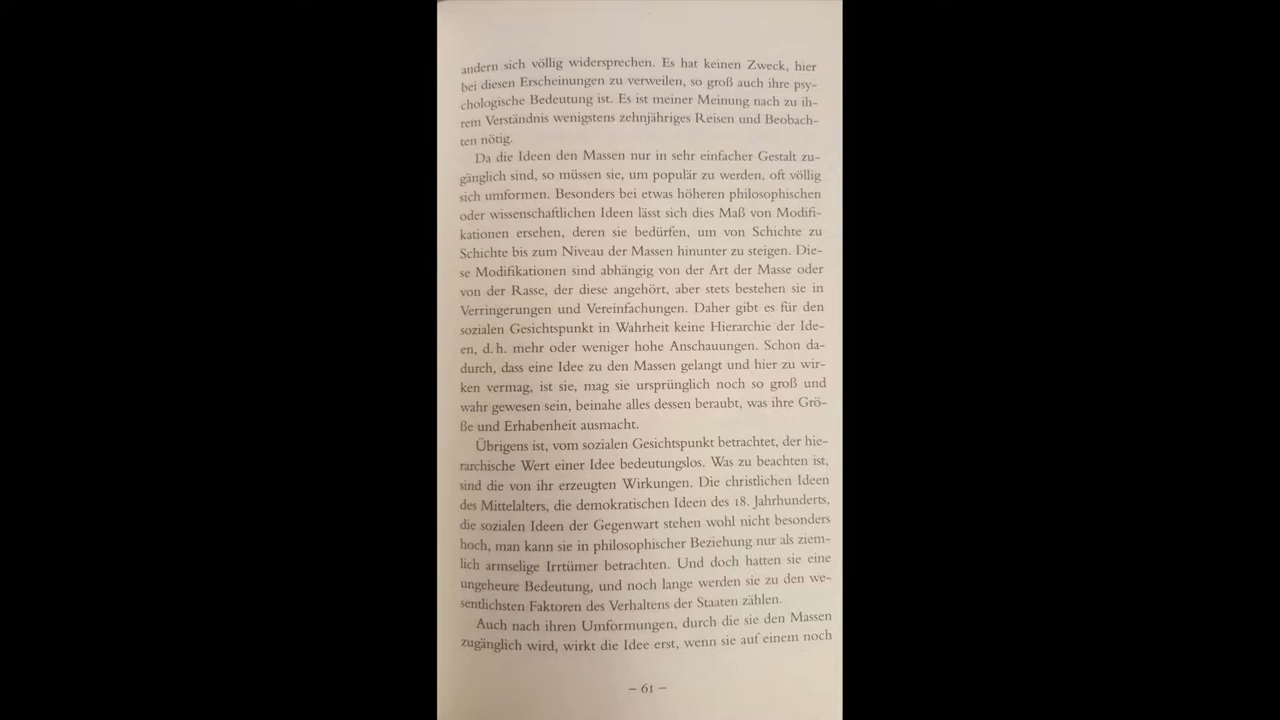 andern sich völlig widersprechen. Es hat keinen Zweck, hier
bei diesen Erscheinungen zu verweilen, so groß auch ihre psy-
chologische Bedeutung ist. Es ist meiner Meinung nach zu ih-
rem Verständnis wenigstens zehnjähriges Reisen und Beobach-
ten nötig.
Da die Ideen den Massen nur in sehr einfacher Gestalt zu-
gänglich sind, so müssen sie, um populär zu werden, oft völlig
sich umformen. Besonders bei etwas höheren philosophischen
oder wissenschaftlichen Ideen lässt sich dies Maß von Modifi-
kationen ersehen, deren sie bedürfen, um von Schichte zu
Schichte bis zum Niveau der Massen hinunter zu steigen. Die-
se Modifikationen sind abhängig von der Art der Masse oder
von der Rasse, der diese angehört, aber stets bestehen sie in
Verringerungen und Vereinfachungen. Daher gibt es für den
sozialen Gesichtspunkt in Wahrheit keine Hierarchie der Ide-
en, d. h. mehr oder weniger hohe Anschauungen. Schon da-
durch, dass eine Idee zu den Massen gelangt und hier zu wir-
ken vermag, ist sie, mag sie ursprünglich noch so groß und
wahr gewesen sein, beinahe alles dessen beraubt, was ihre Grö-
ße und Erhabenheit ausmacht.
Übrigens ist, vom sozialen Gesichtspunkt betrachtet, der hie-
rarchische Wert einer Idee bedeutungslos. Was zu beachten ist,
sind die von ihr erzeugten Wirkungen. Die christlichen Ideen
des Mittelalters, die demokratischen Ideen des 18. Jahrhunderts,
die sozialen Ideen der Gegenwart stehen wohl nicht besonders
hoch, man kann sie in philosophischer Beziehung nur als ziem-
lich armselige Irrtümer betrachten. Und doch hatten sie eine
ungeheure Bedeutung, und noch lange werden sie zu den we-
sentlichsten Faktoren des Verhaltens der Staaten zählen.
Auch nach ihren Umformungen, durch die sie den Massen
zugänglich wird, wirkt die Idee erst, wenn sie auf einem noch
– 61 –